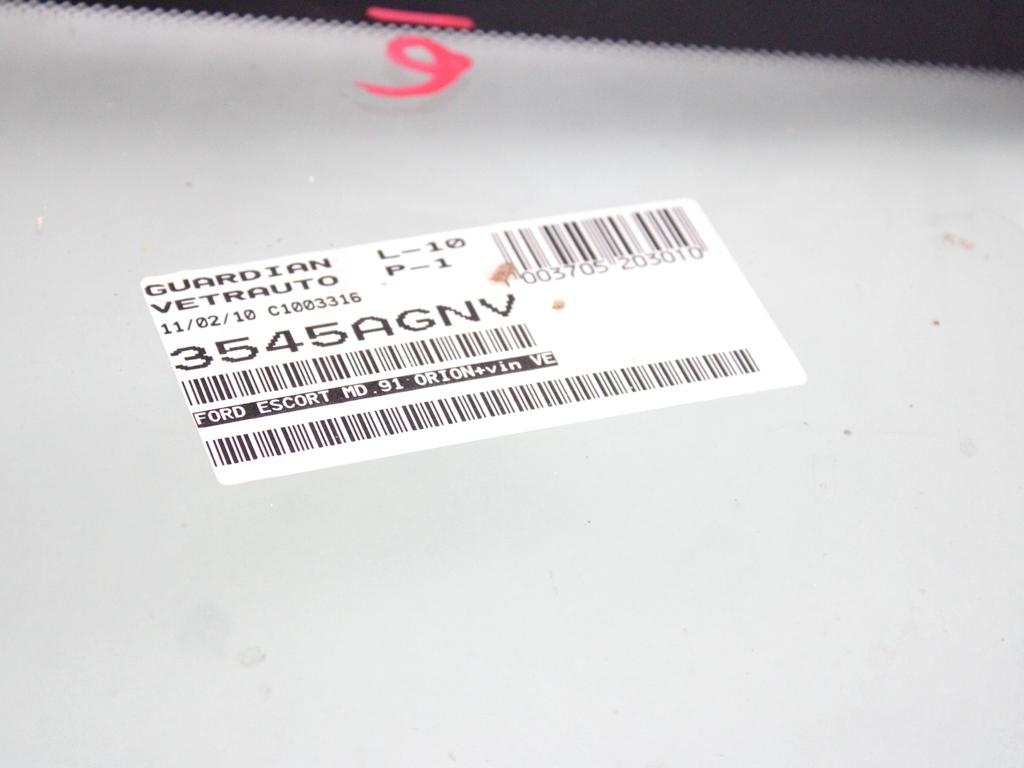 9
GUARDIAN L-10
VETRAUTO P-1
11/02/10 C1003316
003705 203010
3545AGNV
FORD ESCORT MD.91 ORION+vin VE